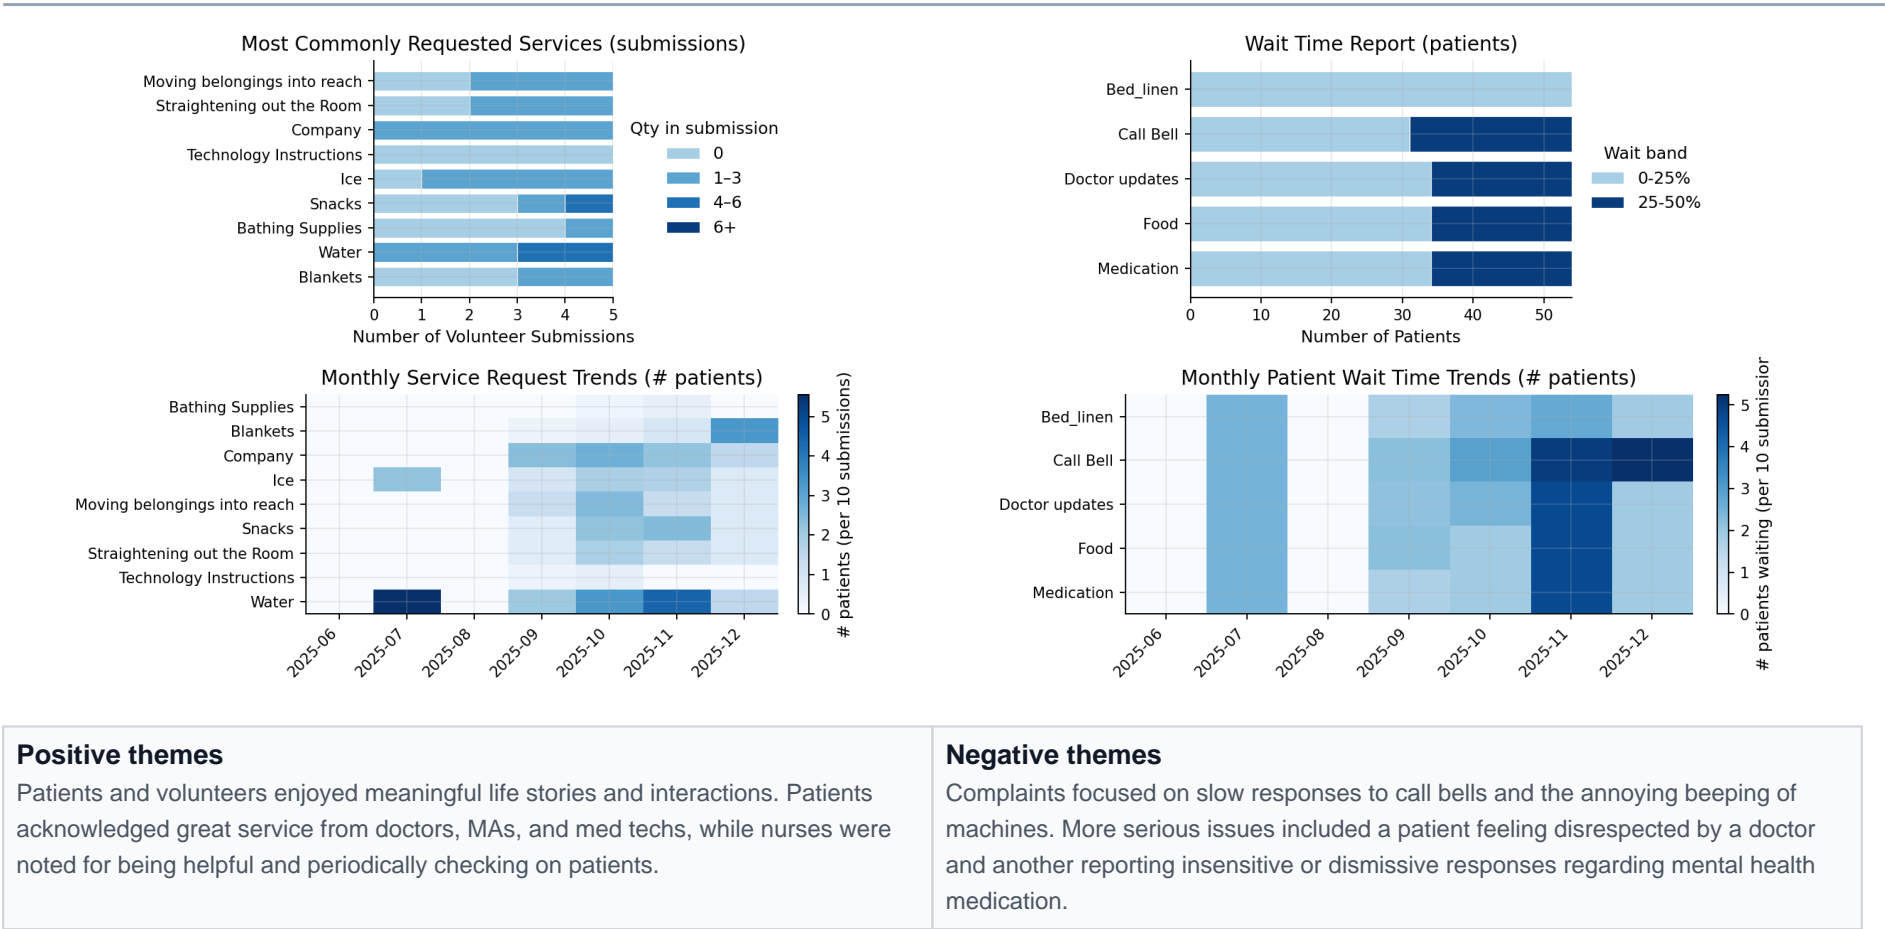 Most Commonly Requested Services (submissions)
Moving belongings into reach
Straightening out the Room
Company
Technology Instructions
Ice
Snacks
Bathing Supplies
Water
Blankets
0 1 2 3 4 5
Number of Volunteer Submissions
Qty in submission
0
1–3
4–6
6+
Wait Time Report (patients)
Bed_linen
Call Bell
Doctor updates
Food
Medication
0 10 20 30 40 50
Number of Patients
Wait band
0-25%
25-50%
Monthly Service Request Trends (# patients)
Bathing Supplies
Blankets
Company
Ice
Moving belongings into reach
Snacks
Straightening out the Room
Technology Instructions
Water
2025-06 2025-07 2025-08 2025-09 2025-10 2025-11 2025-12
5
4
3
2
1
0
# patients (per 10 submissions)
Monthly Patient Wait Time Trends (# patients)
Bed_linen
Call Bell
Doctor updates
Food
Medication
2025-06 2025-07 2025-08 2025-09 2025-10 2025-11 2025-12
5
4
3
2
1
0
# patients waiting (per 10 submission
Positive themes
Patients and volunteers enjoyed meaningful life stories and interactions. Patients
acknowledged great service from doctors, MAs, and med techs, while nurses were
noted for being helpful and periodically checking on patients.
Negative themes
Complaints focused on slow responses to call bells and the annoying beeping of
machines. More serious issues included a patient feeling disrespected by a doctor
and another reporting insensitive or dismissive responses regarding mental health
medication.